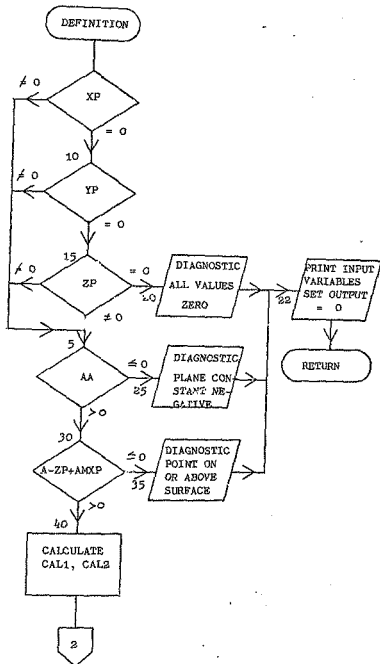 DEFINITION
≠ 0
XP
= 0
10
≠ 0
YP
= 0
15
≠ 0
ZP
= 0
20
≠ 0
DIAGNOSTIC
ALL VALUES
ZERO
22
PRINT INPUT
VARIABLES
SET OUTPUT
= 0
RETURN
5
AA
≤ 0
25
>0
DIAGNOSTIC
PLANE CON
STANT NE-
GATIVE
30
A-ZP+AMXP
≤ 0
35
>0
DIAGNOSTIC
POINT ON
OR ABOVE
SURFACE
40
CALCULATE
CAL1, CAL2
2